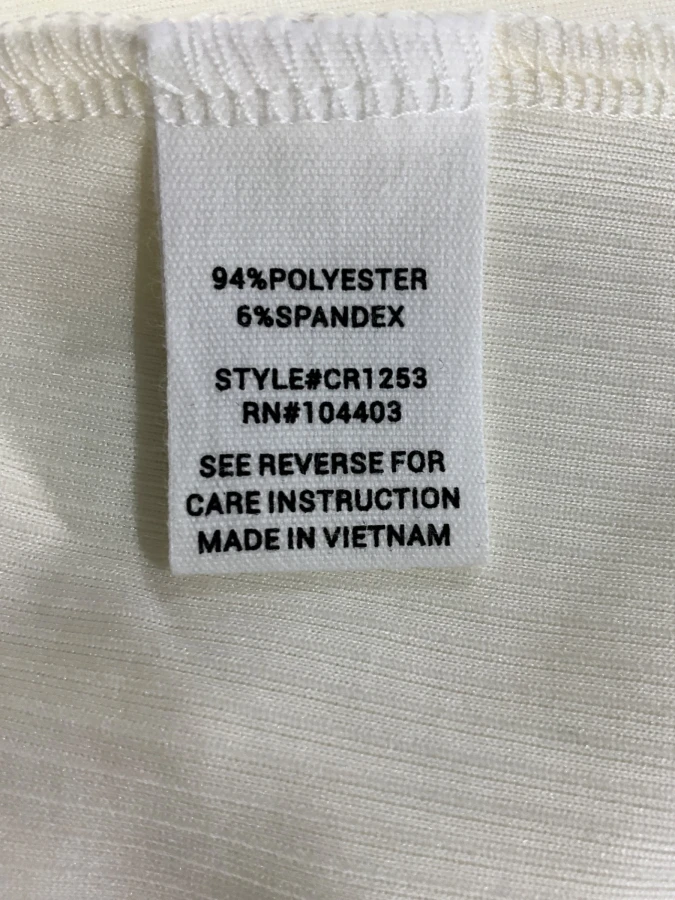 94%POLYESTER
6%SPANDEX
STYLE#CR1253
RN#104403
SEE REVERSE FOR
CARE INSTRUCTION
MADE IN VIETNAM